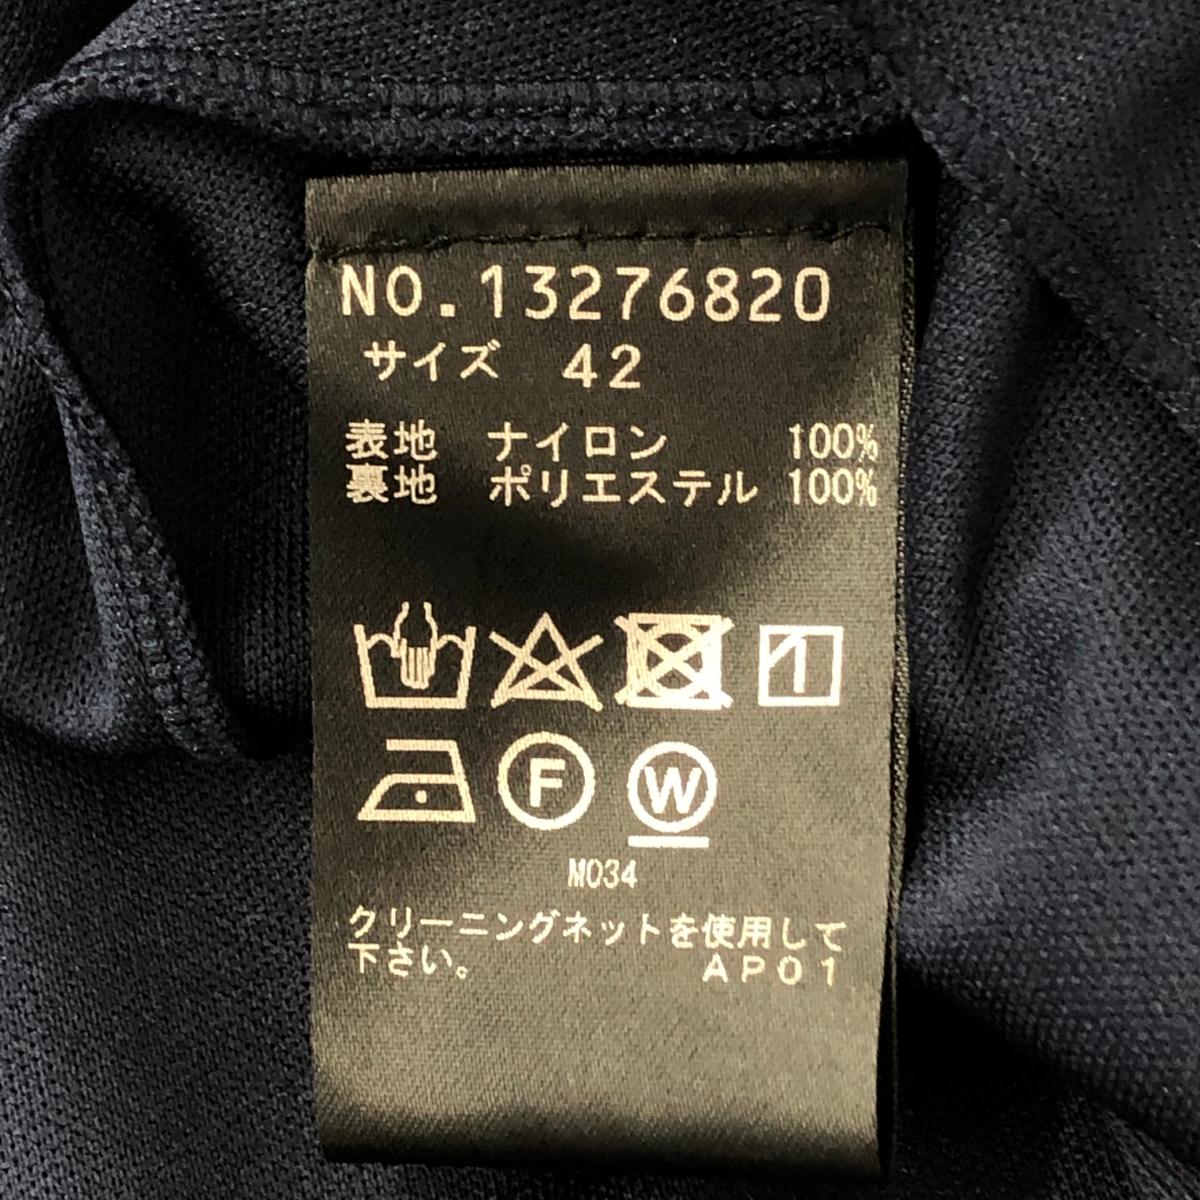 NO.13276820
サイズ 42
表地 ナイロン 100%
裏地 ポリエステル 100%
F W
M034
クリーニングネットを使用して
下さい。 AP01